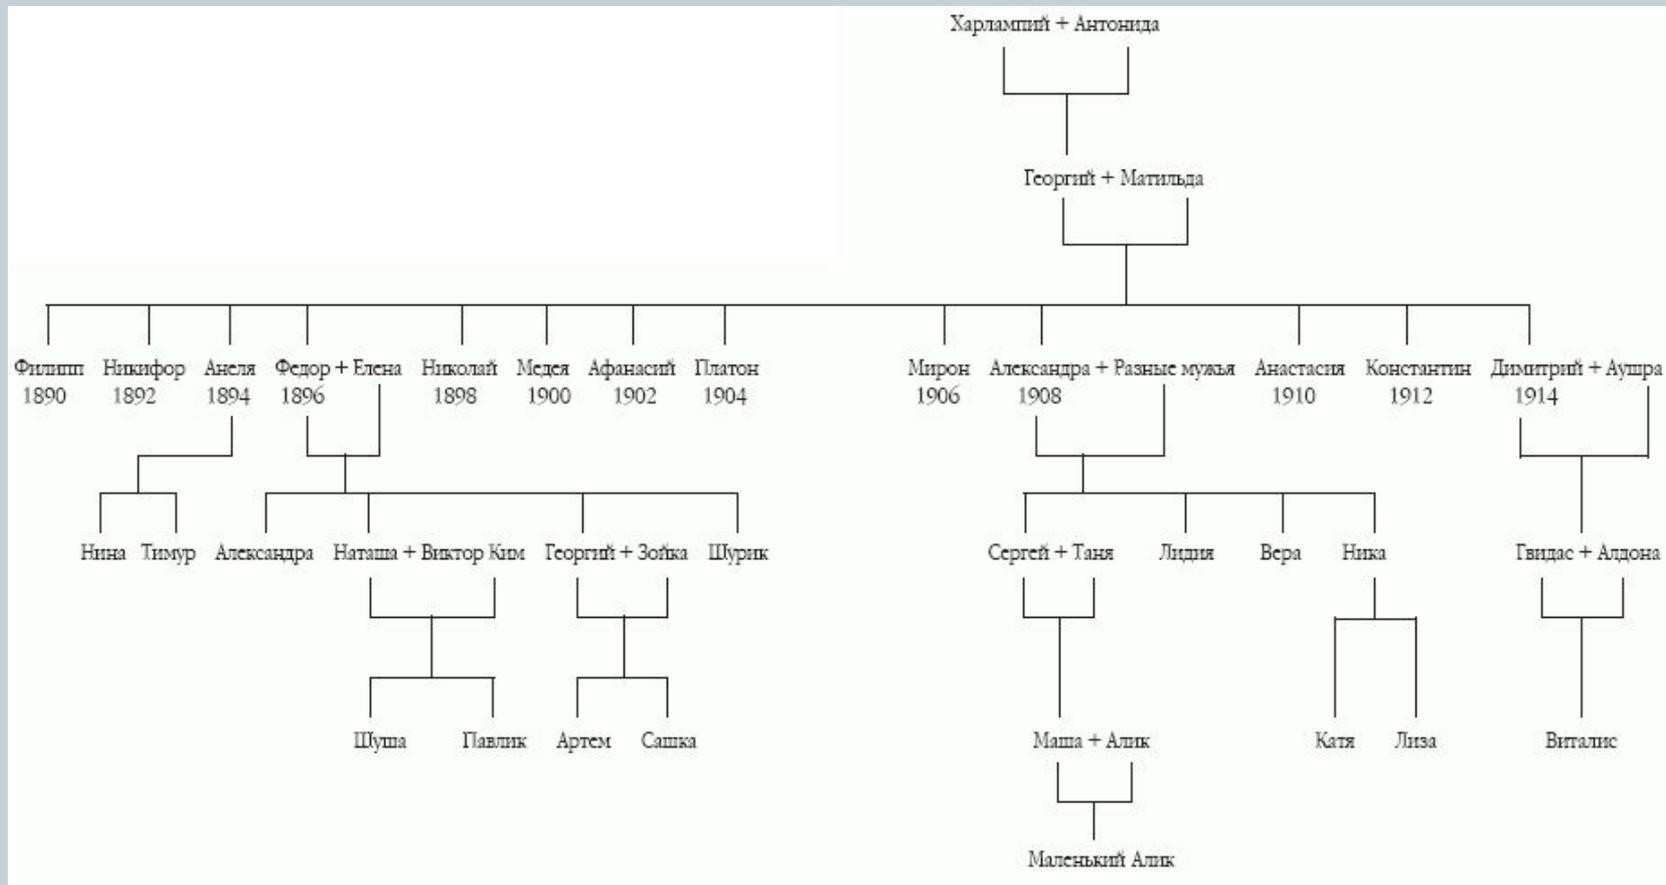 Харлампий + Антонида
Георгий + Матильда
Филипп Никифор Анеля Федор + Елена Николай Медея Афанасий Платон Мирон Александра + Разные мужья Анастасия Константин Димитрий + Аушра
1890 1892 1894 1896 1898 1900 1902 1904 1906 1908 1910 1912 1914
Нина Тимур Александра Наташа + Виктор Ким Георгий + Зойка Шурик Сергей + Таня Лидия Вера Ника Гвидас + Алдона
Шуша Павлик Артем Сашка Маша + Алик Катя Лиза Виталис
Маленький Алик